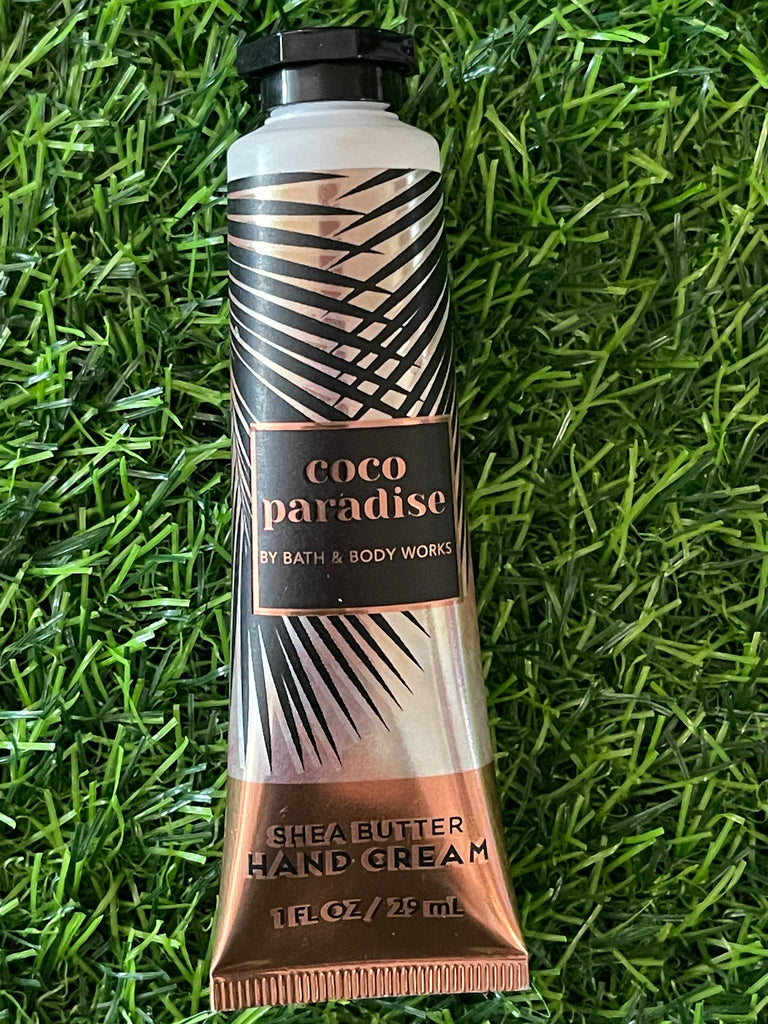 coco
paradise
BY BATH & BODY WORKS
SHEA BUTTER
HAND CREAM
1 FL OZ / 29 mL